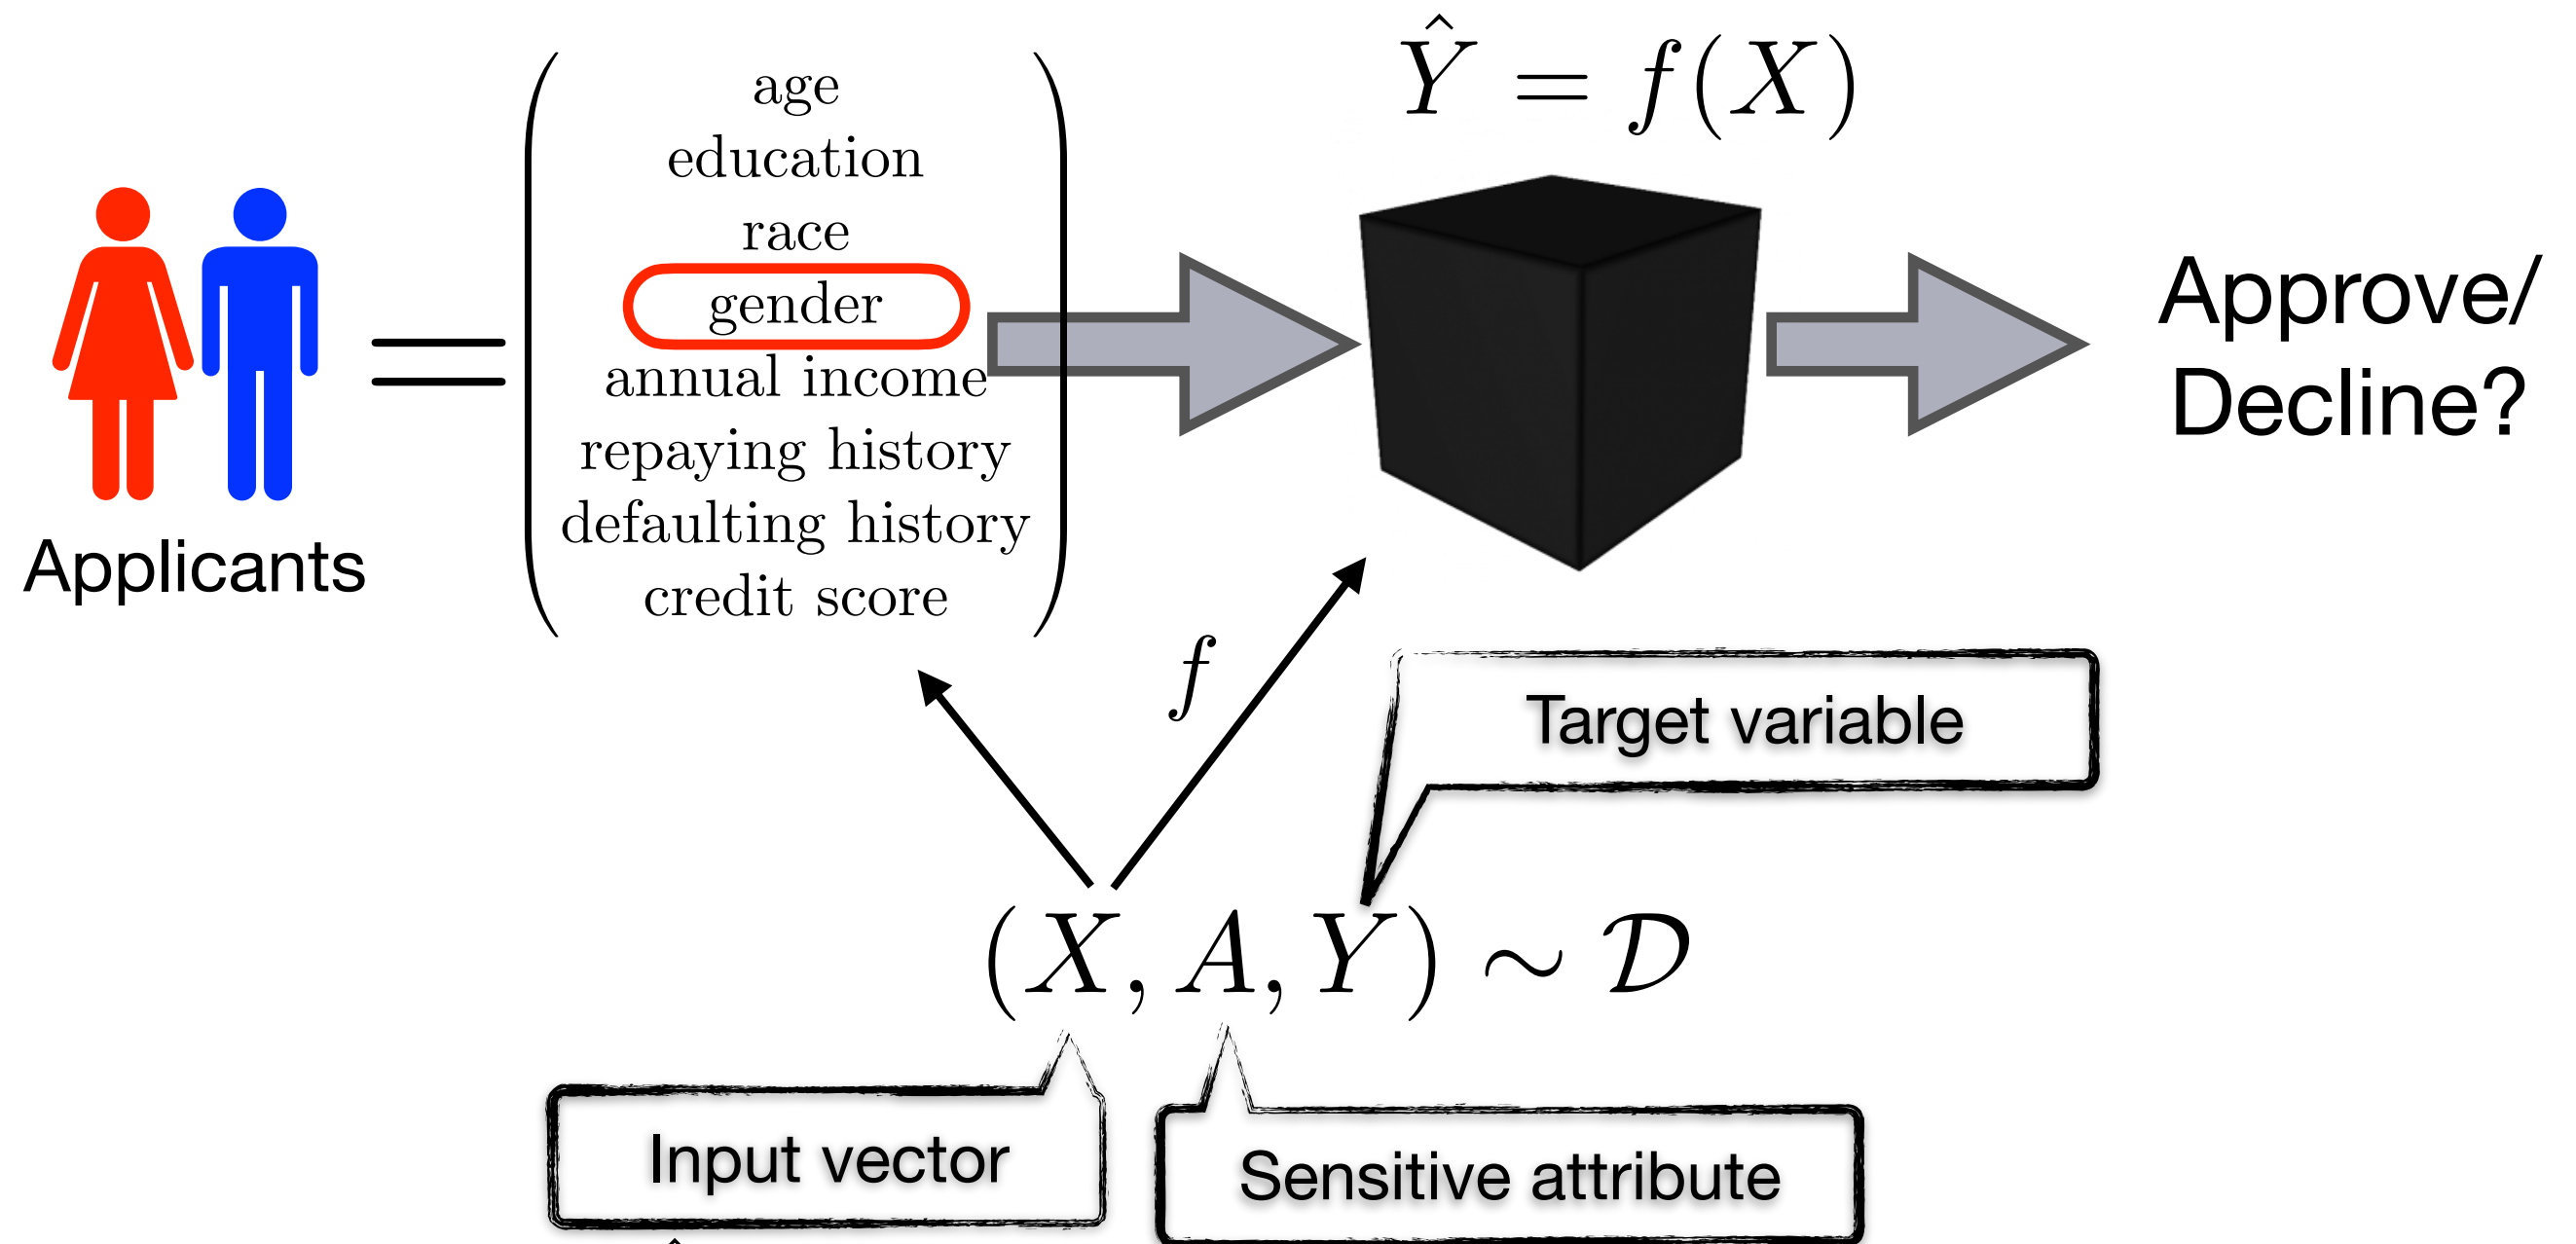 Applicants
=
age
education
race
gender
annual income
repaying history
defaulting history
credit score
Ŷ = f(X)
Approve/
Decline?
f
Target variable
(X, A, Y) ∼ 𝒟
Input vector
Sensitive attribute